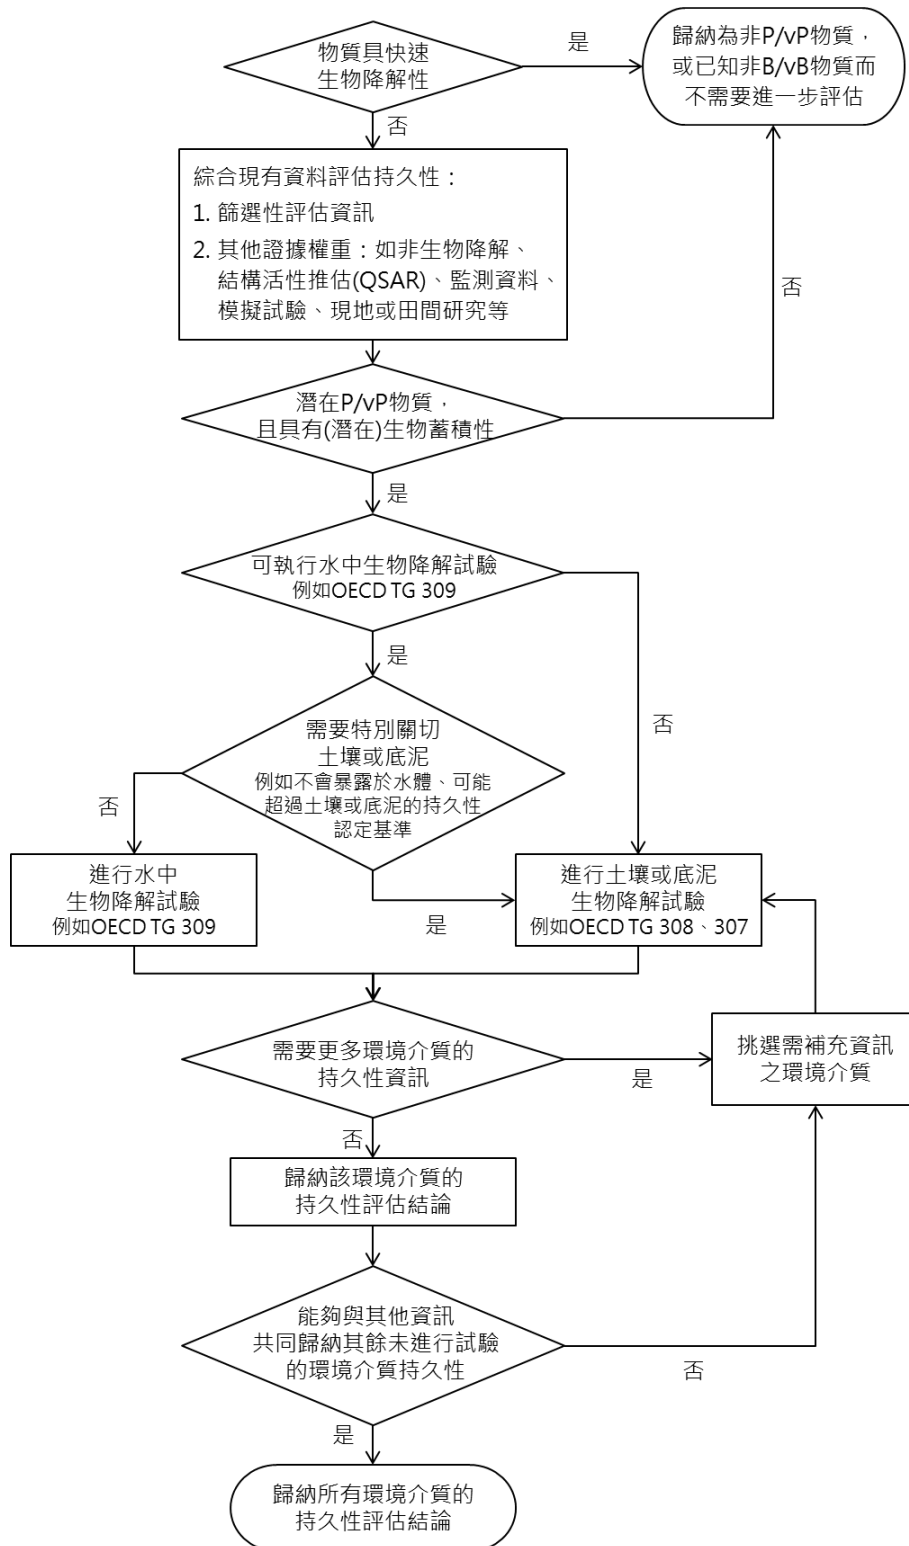 物質具快速
生物降解性
是
歸納為非P/vP物質，
或已知非B/vB物質而
不需要進一步評估
否
綜合現有資料評估持久性：
1. 篩選性評估資訊
2. 其他證據權重：如非生物降解、
結構活性推估(QSAR)、監測資料、
模擬試驗、現地或田間研究等
否
潛在P/vP物質，
且具有(潛在)生物蓄積性
是
可執行水中生物降解試驗
例如OECD TG 309
是
否
需要特別關切
土壤或底泥
例如不會暴露於水體、可能
超過土壤或底泥的持久性
認定基準
否
進行水中
生物降解試驗
例如OECD TG 309
是
進行土壤或底泥
生物降解試驗
例如OECD TG 308、307
需要更多環境介質的
持久性資訊
是
挑選需補充資訊
之環境介質
否
歸納該環境介質的
持久性評估結論
能夠與其他資訊
共同歸納其餘未進行試驗
的環境介質持久性
否
是
歸納所有環境介質的
持久性評估結論